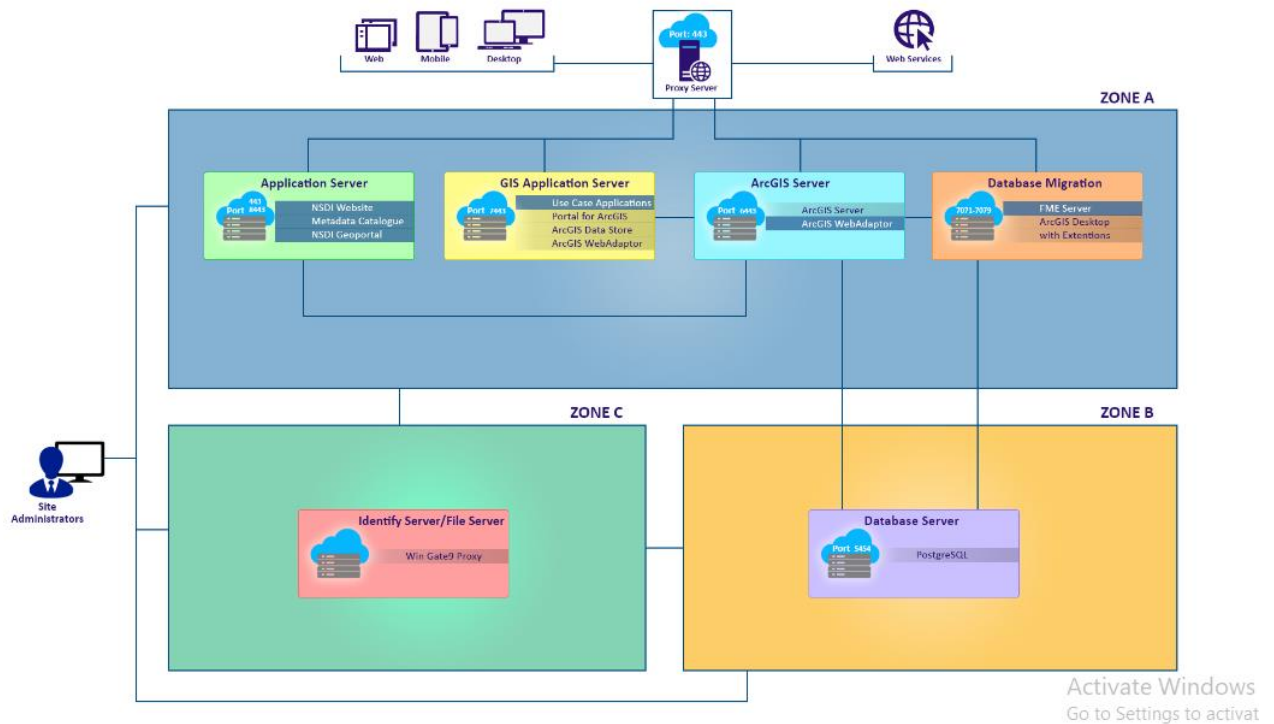 Port: 443
Web
Mobile
Desktop
Proxy Server
Web Services
ZONE A
Application Server
443
Port 8443
NSDI Website
Metadata Catalogue
NSDI Geoportal
GIS Application Server
Port 7443
Use Case Applications
Portal for ArcGIS
ArcGIS Data Store
ArcGIS WebAdaptor
ArcGIS Server
Port 6443
ArcGIS Server
ArcGIS WebAdaptor
Database Migration
7071-7079
FME Server
ArcGIS Desktop
with Extentions
ZONE C
ZONE B
Site
Administrators
Identify Server/File Server
Win Gate9 Proxy
Database Server
Port 5454
PostgreSQL
Activate Windows
Go to Settings to activat